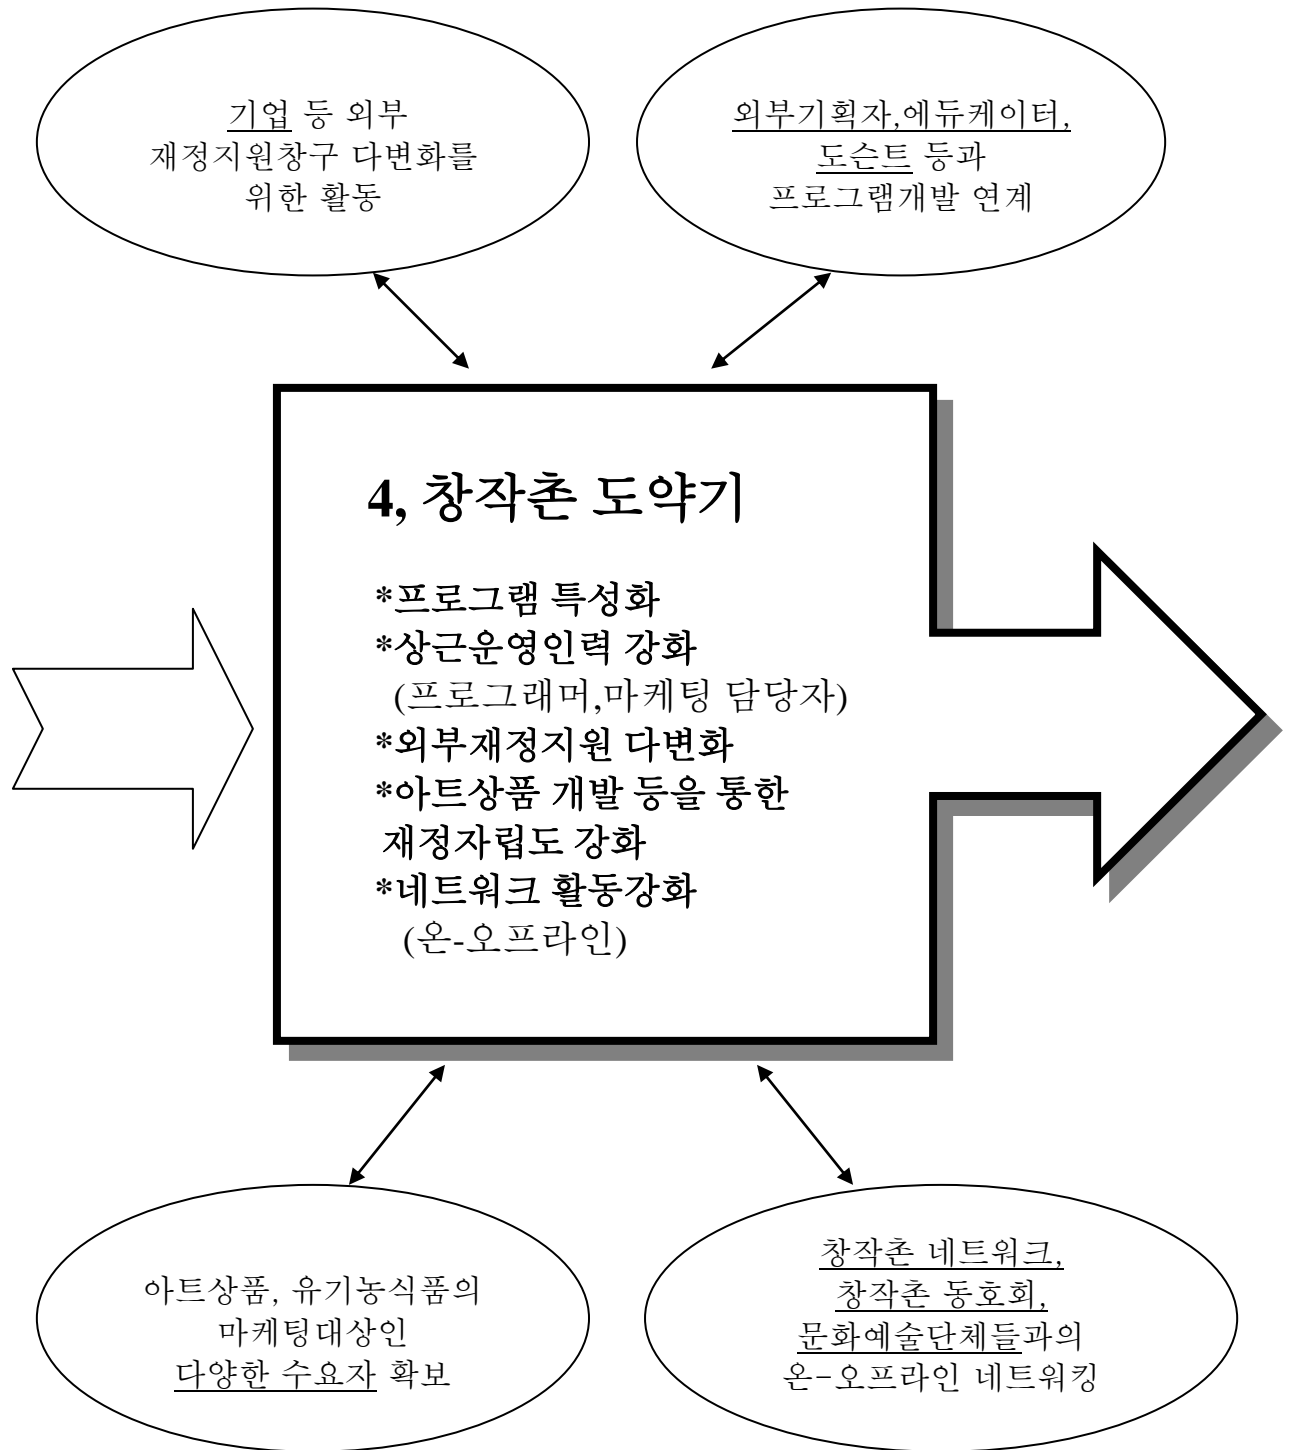 기업 등 외부
재정지원창구 다변화를
위한 활동
외부기획자,에듀케이터,
도슨트 등과
프로그램개발 연계
4, 창작촌 도약기
*프로그램 특성화
*상근운영인력 강화
(프로그래머,마케팅 담당자)
*외부재정지원 다변화
*아트상품 개발 등을 통한
재정자립도 강화
*네트워크 활동강화
(온-오프라인)
아트상품, 유기농식품의
마케팅대상인
다양한 수요자 확보
창작촌 네트워크,
창작촌 동호회,
문화예술단체들과의
온-오프라인 네트워킹